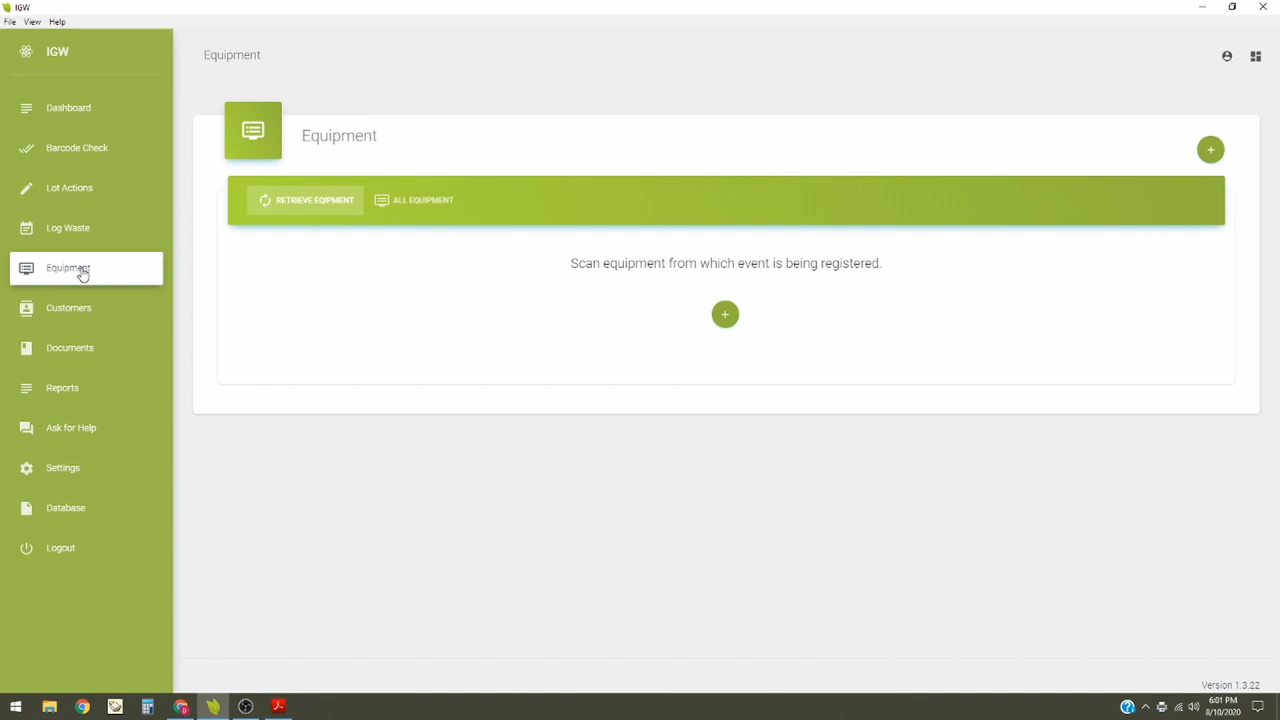 IGW
File View Help
IGW
Dashboard
Barcode Check
Lot Actions
Log Waste
Equipment
Customers
Documents
Reports
Ask for Help
Settings
Database
Logout
Equipment
Equipment
RETRIEVE EQIPMENT ALL EQUIPMENT
Scan equipment from which event is being registered.
Version 1.3.22
6:01 PM
8/10/2020